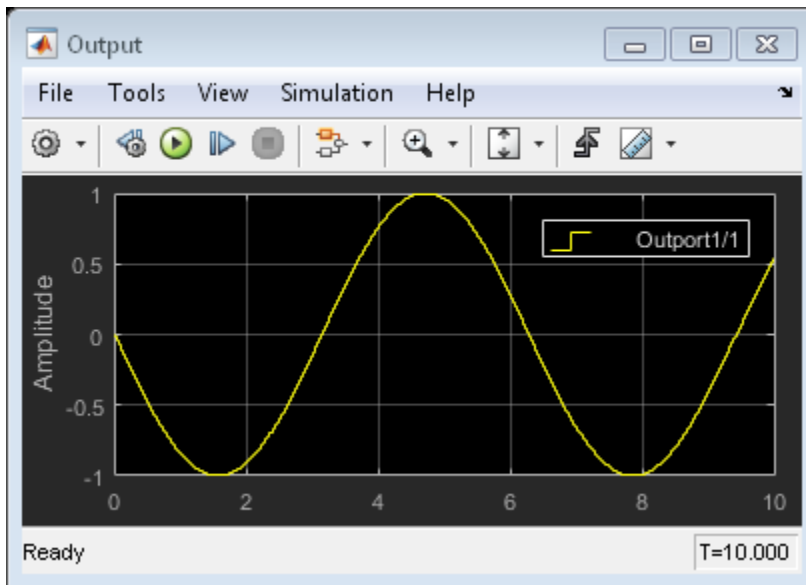 Output
File Tools View Simulation Help
Amplitude
1
0.5
0
-0.5
-1
Outport1/1
0 2 4 6 8 10
Ready
T=10.000